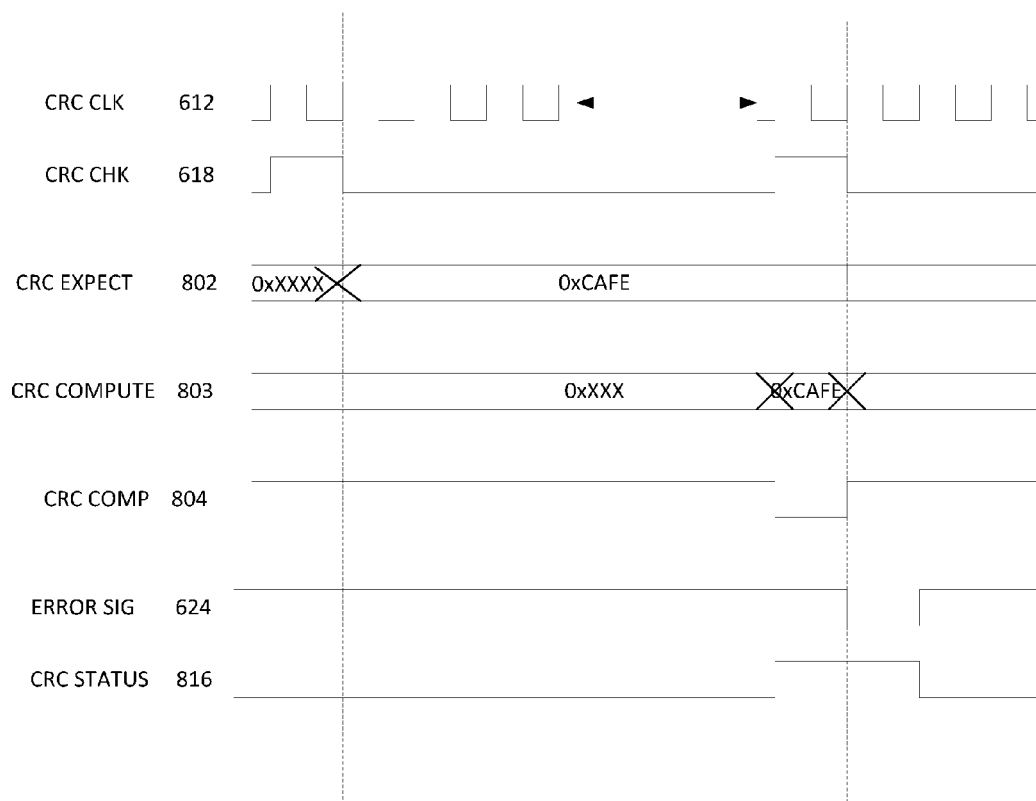 CRC CLK 612
CRC CHK 618
CRC EXPECT 802 0xXXXX 0xCAFE
CRC COMPUTE 803 0xXXX 0xCAFE
CRC COMP 804
ERROR SIG 624
CRC STATUS 816